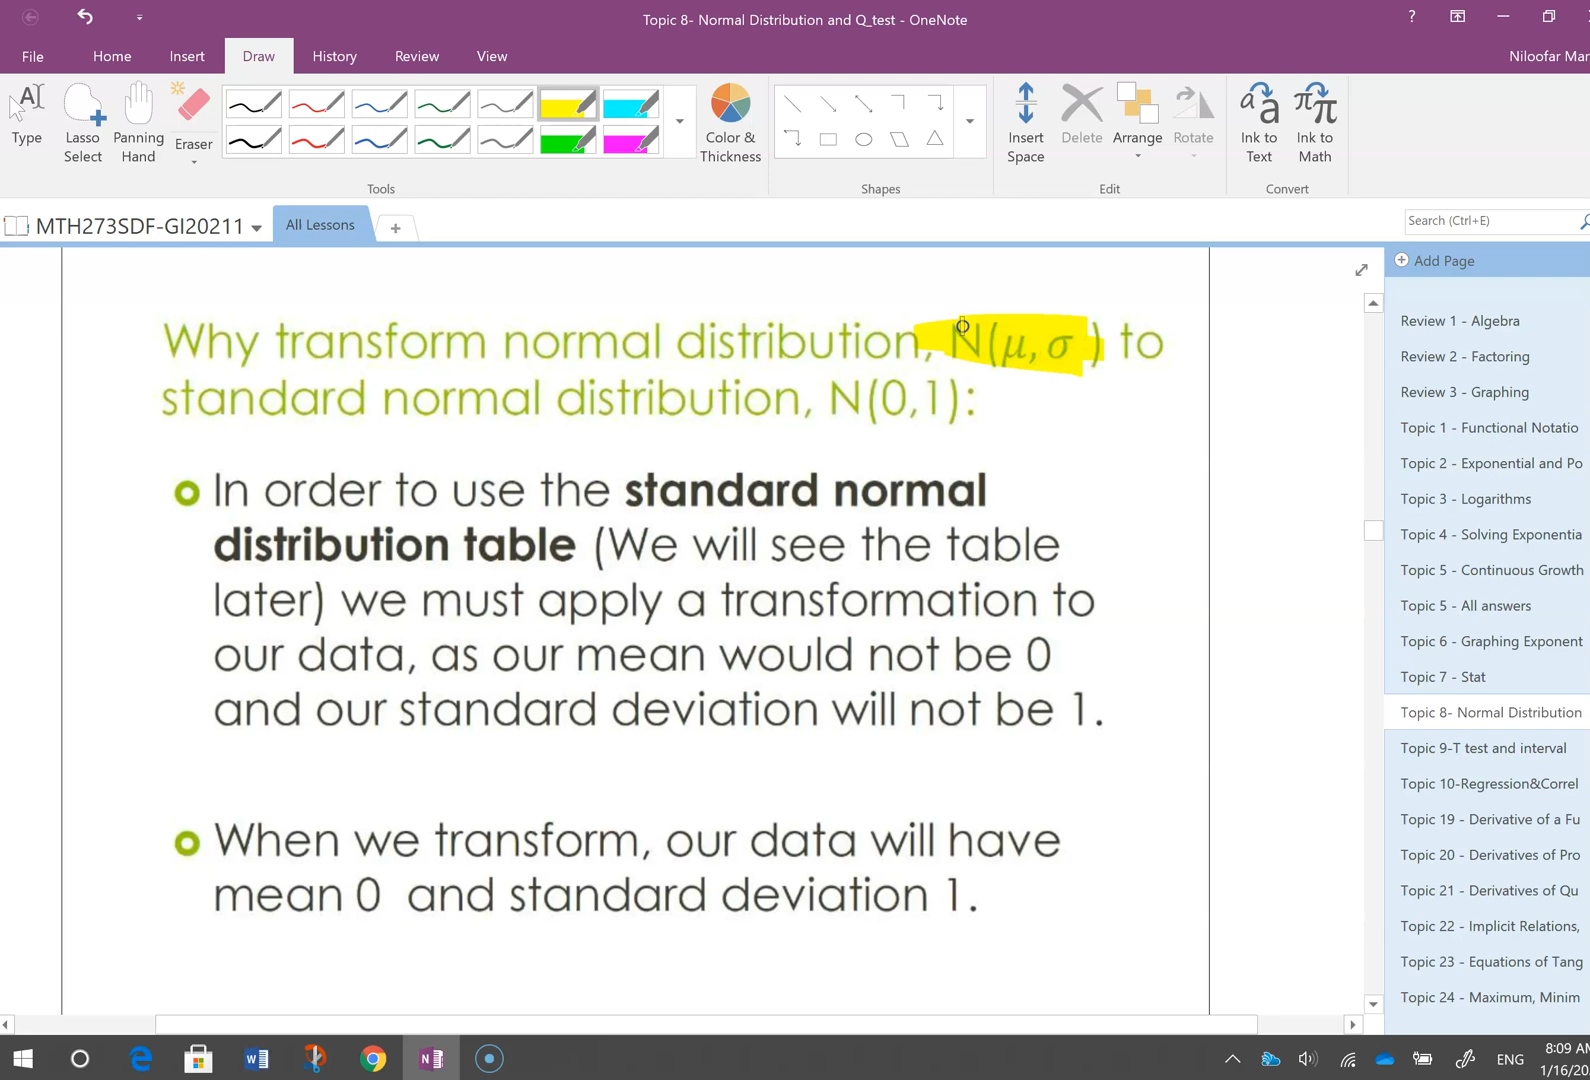 Topic 8- Normal Distribution and Q_test - OneNote
?
File
Home
Insert
Draw
History
Review
View
Niloofar Mar
Type
Lasso
Select
Panning
Hand
Eraser
Color &
Thickness
Insert
Space
Delete
Arrange
Rotate
Ink to
Text
Ink to
Math
Tools
Shapes
Edit
Convert
MTH273SDF-GI20211
All Lessons
Search (Ctrl+E)
Add Page
Why transform normal distribution, N(μ, σ ) to
standard normal distribution, N(0,1):
In order to use the standard normal
distribution table (We will see the table
later) we must apply a transformation to
our data, as our mean would not be 0
and our standard deviation will not be 1.
When we transform, our data will have
mean 0 and standard deviation 1.
Review 1 - Algebra
Review 2 - Factoring
Review 3 - Graphing
Topic 1 - Functional Notatio
Topic 2 - Exponential and Po
Topic 3 - Logarithms
Topic 4 - Solving Exponentia
Topic 5 - Continuous Growth
Topic 5 - All answers
Topic 6 - Graphing Exponent
Topic 7 - Stat
Topic 8- Normal Distribution
Topic 9-T test and interval
Topic 10-Regression&Correl
Topic 19 - Derivative of a Fu
Topic 20 - Derivatives of Pro
Topic 21 - Derivatives of Qu
Topic 22 - Implicit Relations,
Topic 23 - Equations of Tang
Topic 24 - Maximum, Minim
ENG
8:09 AM
1/16/20